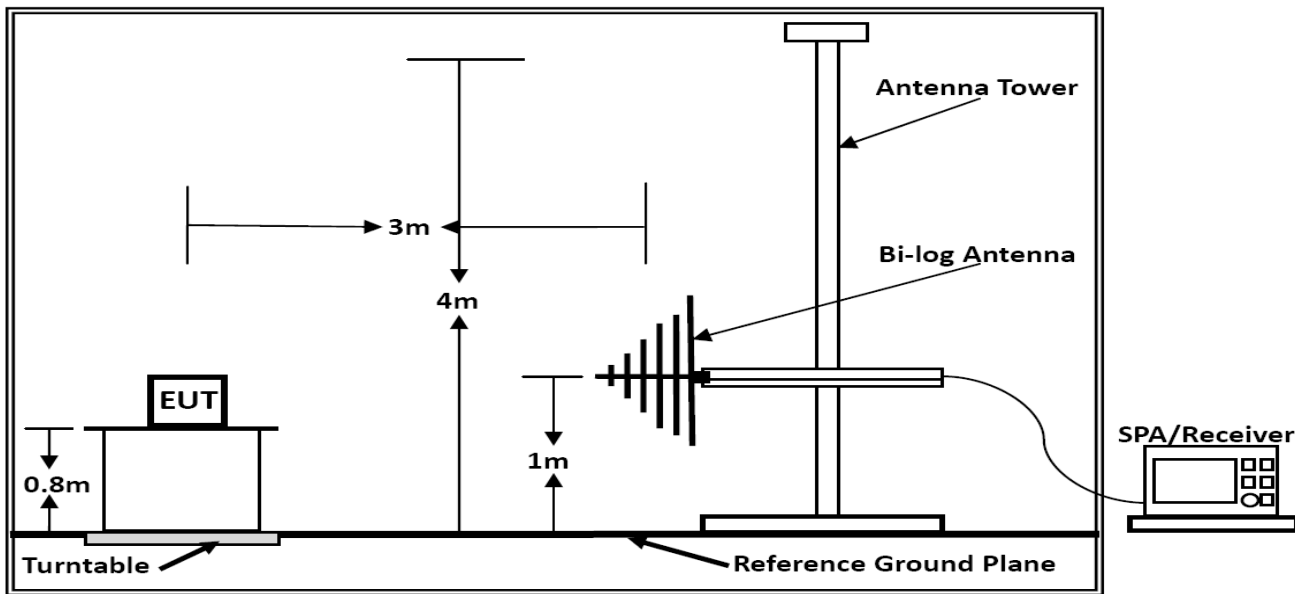 Antenna Tower
3m
Bi-log Antenna
4m
EUT
SPA/Receiver
1m
0.8m
Turntable
Reference Ground Plane